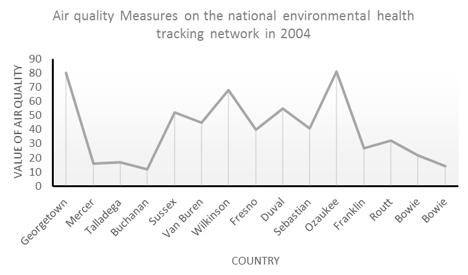 Air quality Measures on the national environmental health
tracking network in 2004
VALUE OF AIR QUALITY
90
80
70
60
50
40
30
20
10
0
Georgetown
Mercer
Talladega
Buchanan
Sussex
Van Buren
Wilkinson
Fresno
Duval
Sebastian
Ozaukee
Franklin
Routt
Bowie
Bowie
COUNTRY